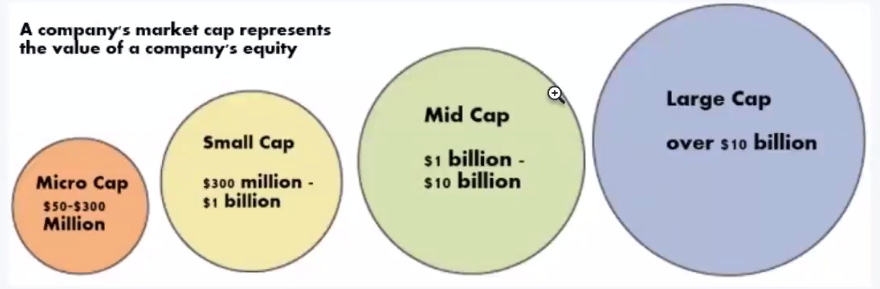 A company's market cap represents
the value of a company's equity
Micro Cap
$50-$300
Million
Small Cap
$300 million -
$1 billion
Mid Cap
$1 billion -
$10 billion
Large Cap
over $10 billion